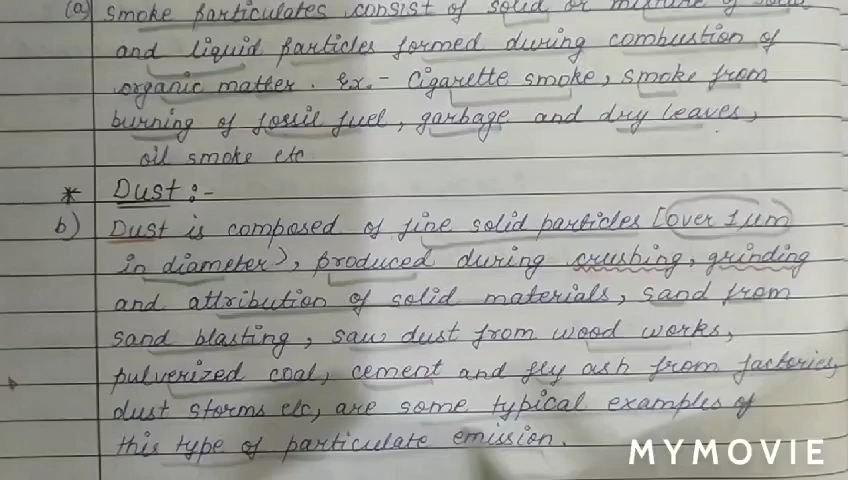 (a) smoke particulates consist of solid or mixture of solid
and liquid particles formed during combustion of
organic matter. ex.- Cigarette smoke, smoke from
burning of fossil fuel, garbage and dry leaves,
oil smoke etc
* Dust :-
b) Dust is composed of fine solid particles [over 1 µm
in diameter), produced during crushing, grinding
and attribution of solid materials, sand from
sand blasting, saw dust from wood works,
pulverized coal, cement and fly ash from factories,
dust storms etc, are some typical examples of
this type of particulate emission.
MYMOVIE